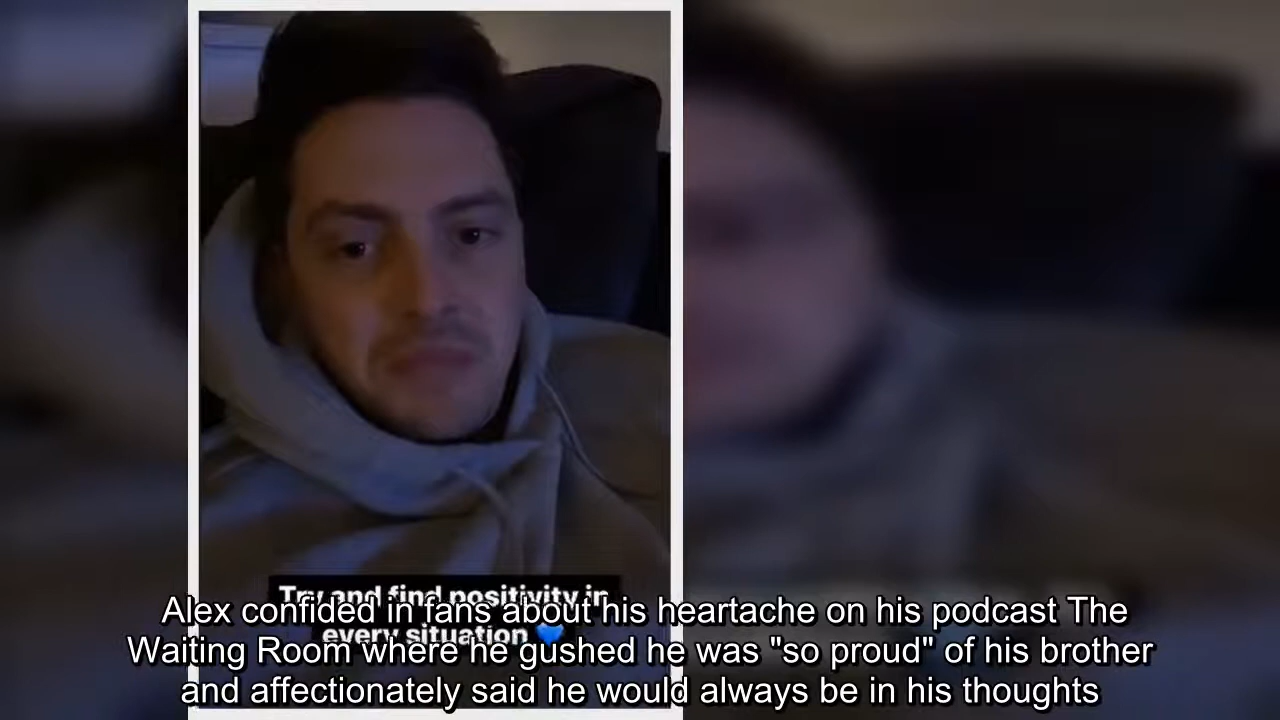 Try and find positivity in
every situation 💙
Alex confided in fans about his heartache on his podcast The
Waiting Room where he gushed he was "so proud" of his brother
and affectionately said he would always be in his thoughts